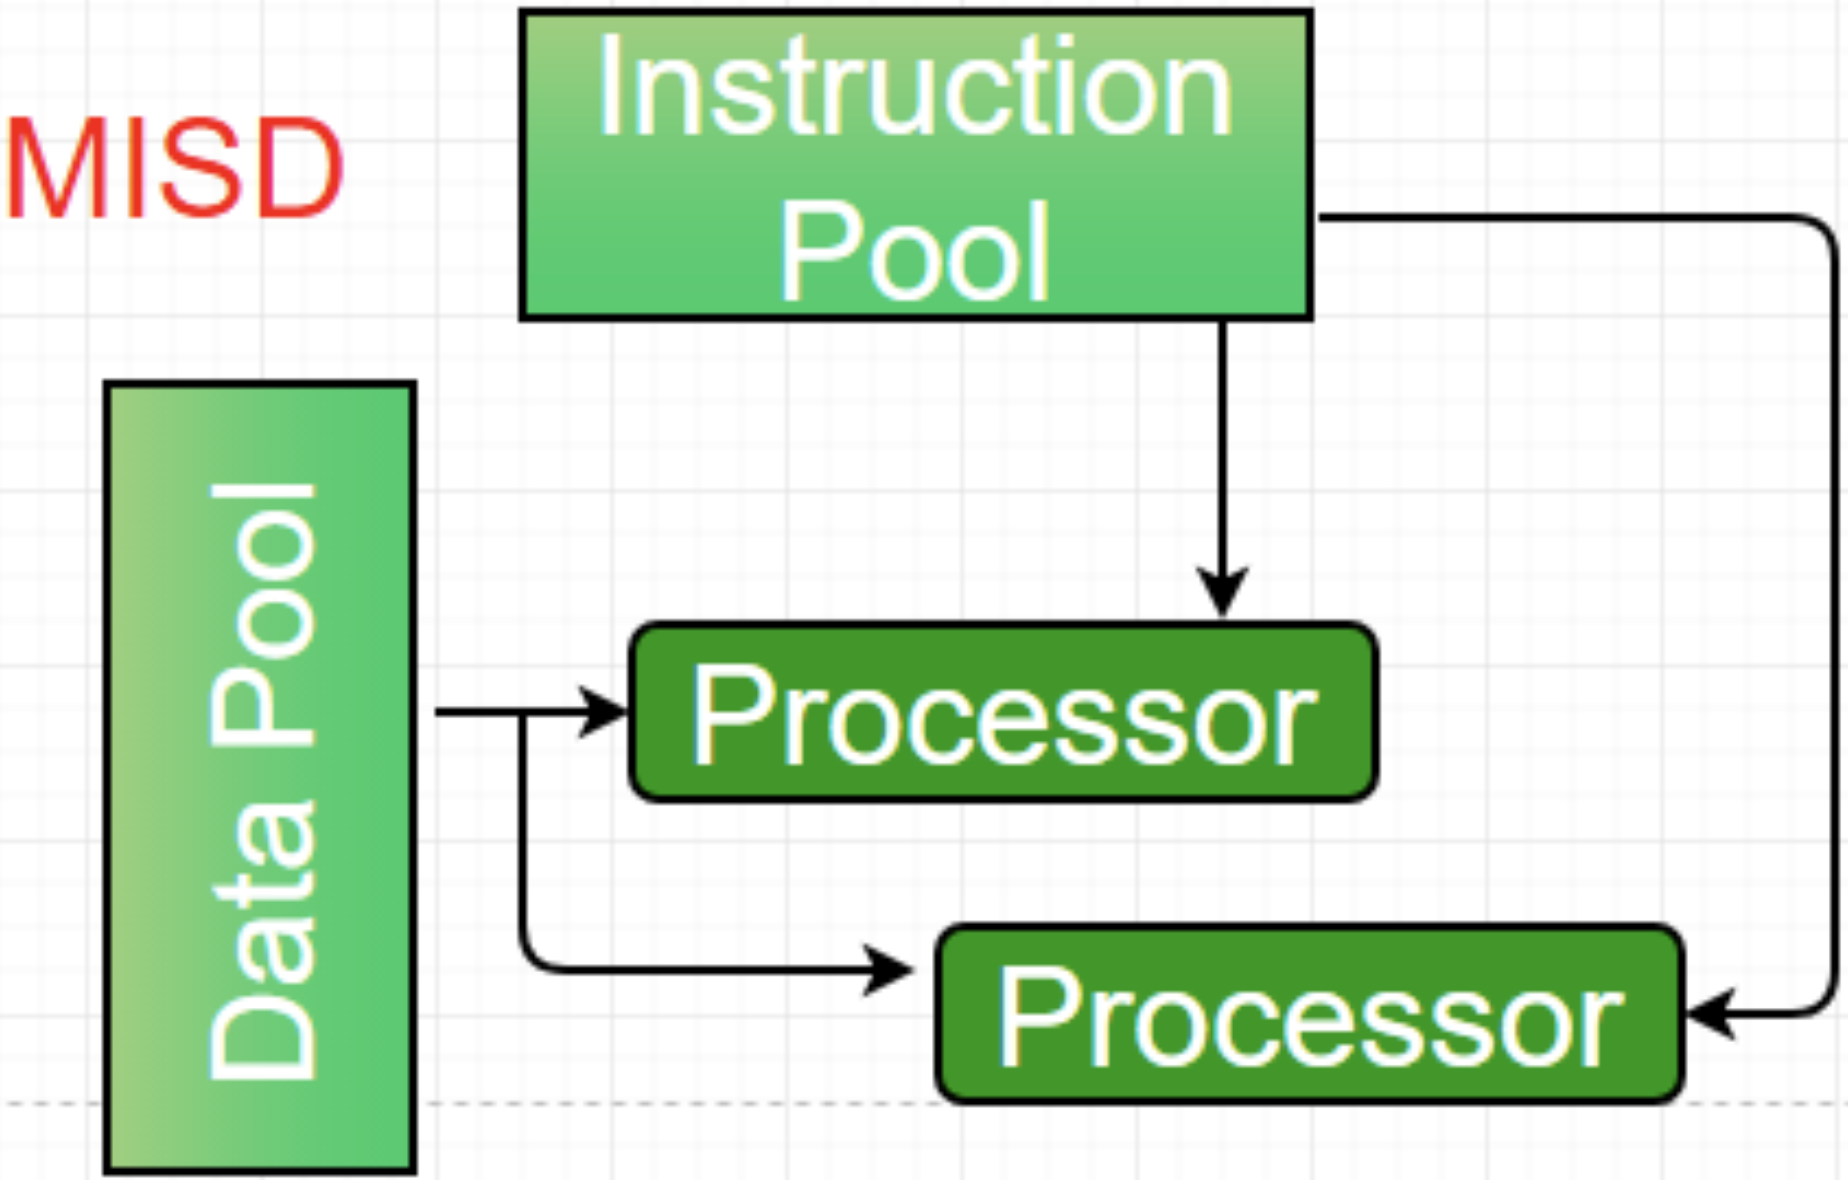 MISD
Instruction
Pool
Data Pool
Processor
Processor